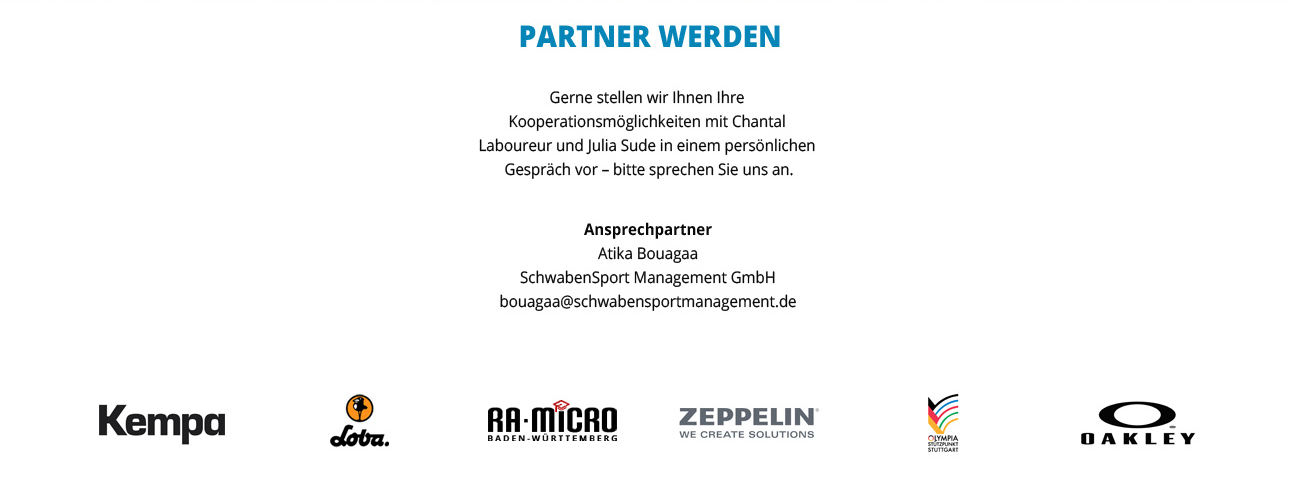 PARTNER WERDEN
Gerne stellen wir Ihnen Ihre
Kooperationsmöglichkeiten mit Chantal
Laboureur und Julia Sude in einem persönlichen
Gespräch vor – bitte sprechen Sie uns an.
Ansprechpartner
Atika Bouagaa
SchwabenSport Management GmbH
bouagaa@schwabensportmanagement.de
Kempa
Loba.
RA-MiCRO
BADEN-WÜRTTEMBERG
ZEPPELIN®
WE CREATE SOLUTIONS
OLYMPIA
STÜTZPUNKT
STUTTGART
OAKLEY